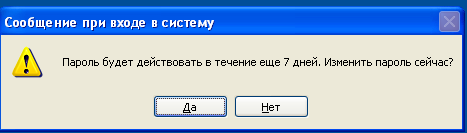 Сообщение при входе в систему
Пароль будет действовать в течение еще 7 дней. Изменить пароль сейчас?
Да
Нет